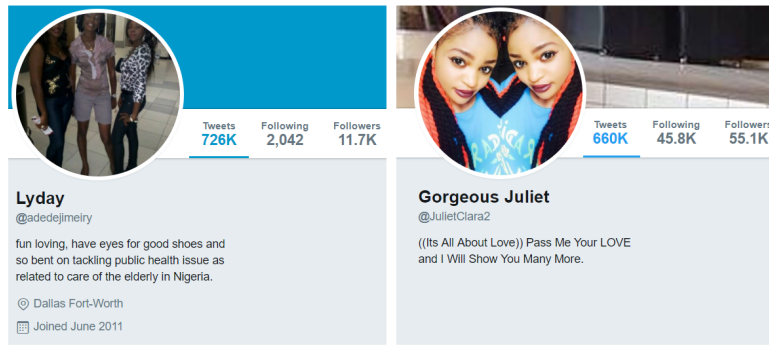 Tweets Following Followers
726K 2,042 11.7K
Lyday
@adedejimeiry
fun loving, have eyes for good shoes and
so bent on tackling public health issue as
related to care of the elderly in Nigeria.
Dallas Fort-Worth
Joined June 2011
Tweets Following Followers
660K 45.8K 55.1K
Gorgeous Juliet
@JulietClara2
((Its All About Love)) Pass Me Your LOVE
and I Will Show You Many More.